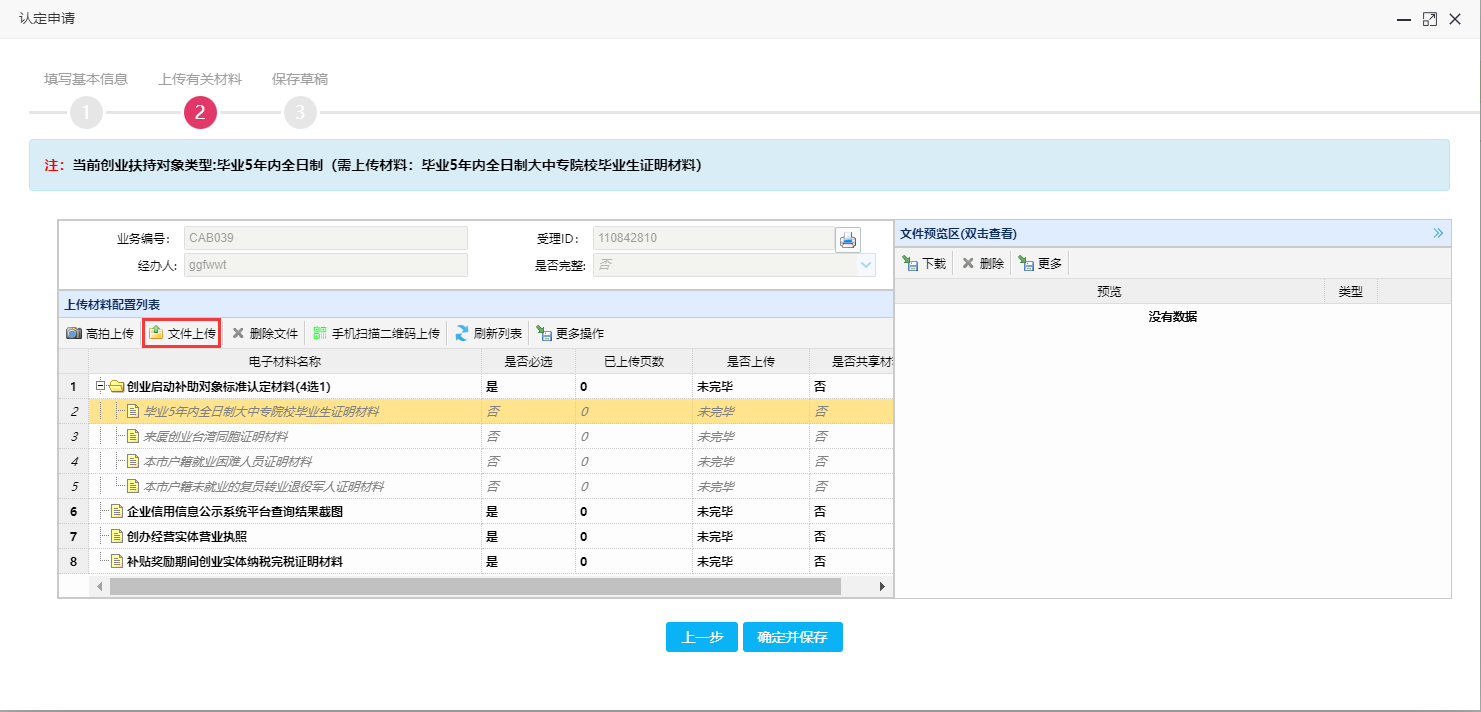 认定申请
填写基本信息 上传有关材料 保存草稿
1 2 3
注：当前创业扶持对象类型:毕业5年内全日制（需上传材料：毕业5年内全日制大中专院校毕业生证明材料）
业务编号： CAB039 受理ID： 110842810
经办人: ggfwwt 是否完整: 否
文件预览区(双击查看)
下载 删除 更多
预览 类型
没有数据
上传材料配置列表
高拍上传 文件上传 删除文件 手机扫描二维码上传 刷新列表 更多操作
电子材料名称 是否必选 已上传页数 是否上传 是否共享材
1 创业启动补助对象标准认定材料(4选1) 是 0 未完毕 否
2 毕业5年内全日制大中专院校毕业生证明材料 否 0 未完毕 否
3 来厦创业台湾同胞证明材料 否 0 未完毕 否
4 本市户籍就业困难人员证明材料 否 0 未完毕 否
5 本市户籍未就业的复员转业退役军人证明材料 否 0 未完毕 否
6 企业信用信息公示系统平台查询结果截图 是 0 未完毕 否
7 创办经营实体营业执照 是 0 未完毕 否
8 补贴奖励期间创业实体纳税完税证明材料 是 0 未完毕 否
上一步 确定并保存